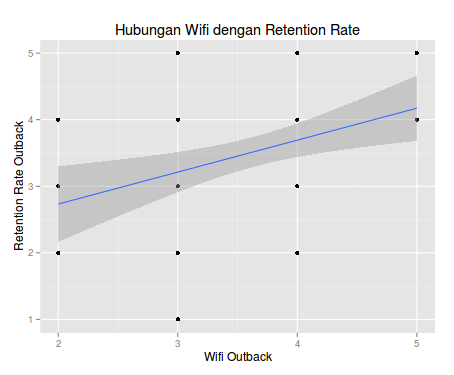 Hubungan Wifi dengan Retention Rate
Retention Rate Outback
5
4
3
2
1
2 3 4 5
Wifi Outback